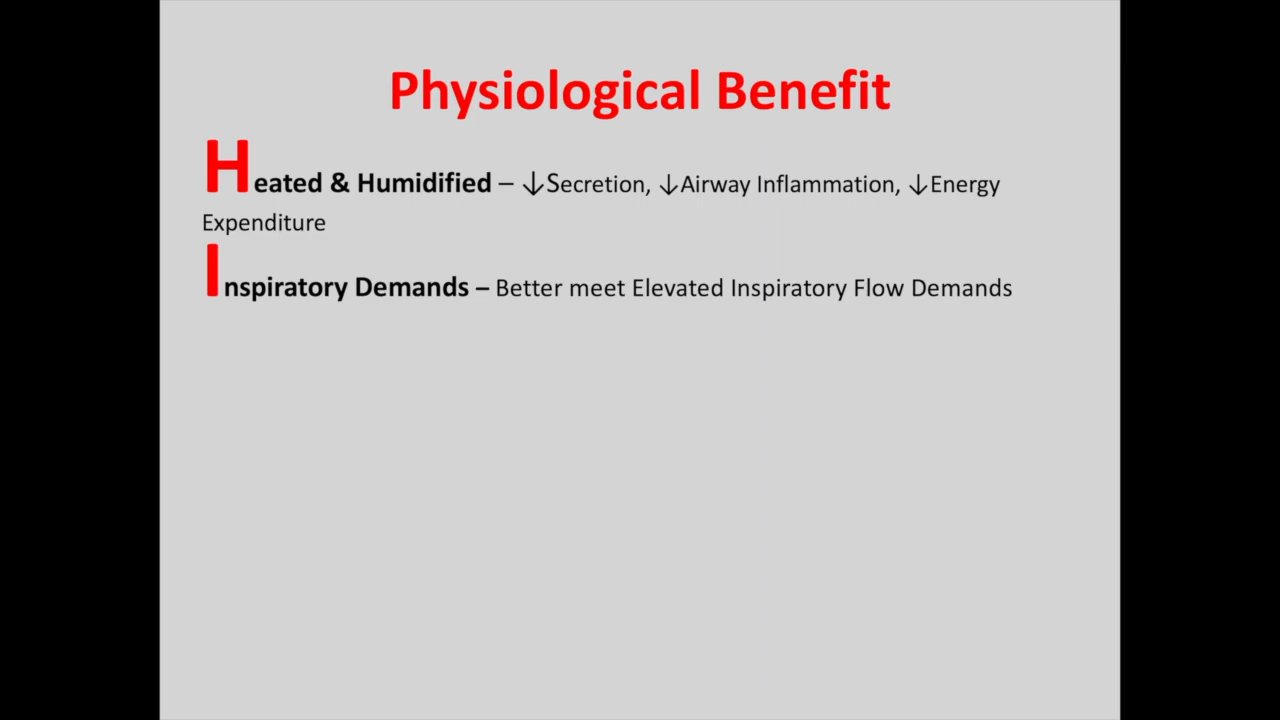 Physiological Benefit
Heated & Humidified – ↓Secretion, ↓Airway Inflammation, ↓Energy
Expenditure
Inspiratory Demands – Better meet Elevated Inspiratory Flow Demands